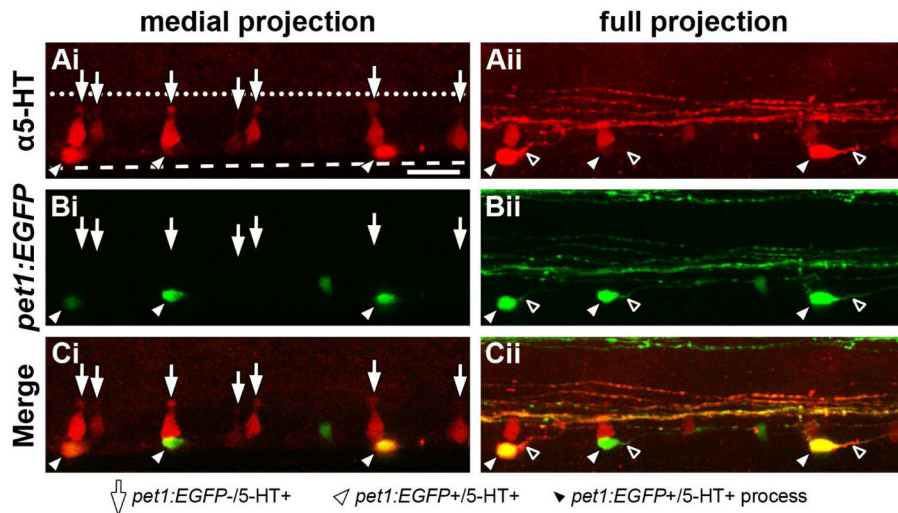 medial projection
full projection
α5-HT
Ai
Aii
pet1:EGFP
Bi
Bii
Merge
Ci
Cii
pet1:EGFP-/5-HT+ pet1:EGFP+/5-HT+ pet1:EGFP+/5-HT+ process